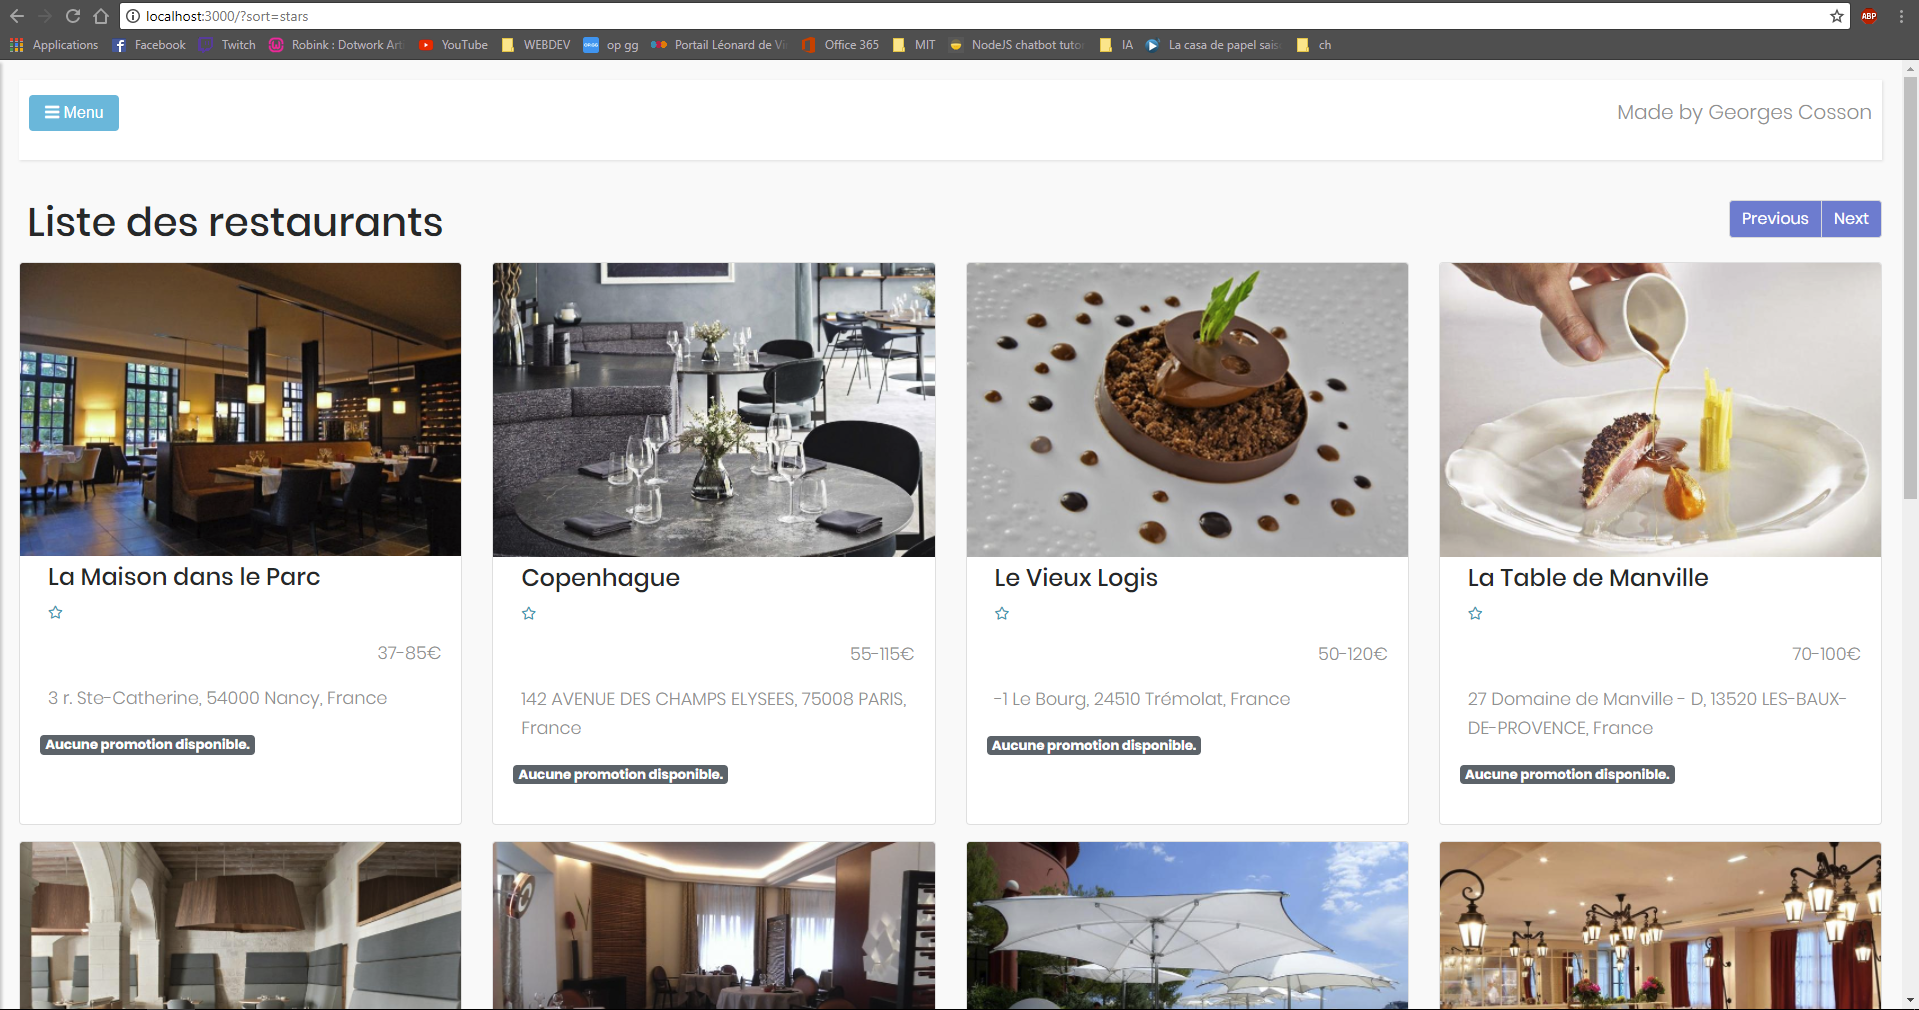 localhost:3000/?sort=stars
ABP
Applications Facebook Twitch Robink : Dotwork Art YouTube WEBDEV op gg Portail Léonard de Vi Office 365 MIT NodeJS chatbot tuto IA La casa de papel sais ch
Menu
Made by Georges Cosson
Liste des restaurants
Previous Next
La Maison dans le Parc
37-85€
3 r. Ste-Catherine, 54000 Nancy, France
Aucune promotion disponible.
Copenhague
55-115€
142 AVENUE DES CHAMPS ELYSEES, 75008 PARIS,
France
Aucune promotion disponible.
Le Vieux Logis
50-120€
-1 Le Bourg, 24510 Trémolat, France
Aucune promotion disponible.
La Table de Manville
70-100€
27 Domaine de Manville - D, 13520 LES-BAUX-
DE-PROVENCE, France
Aucune promotion disponible.